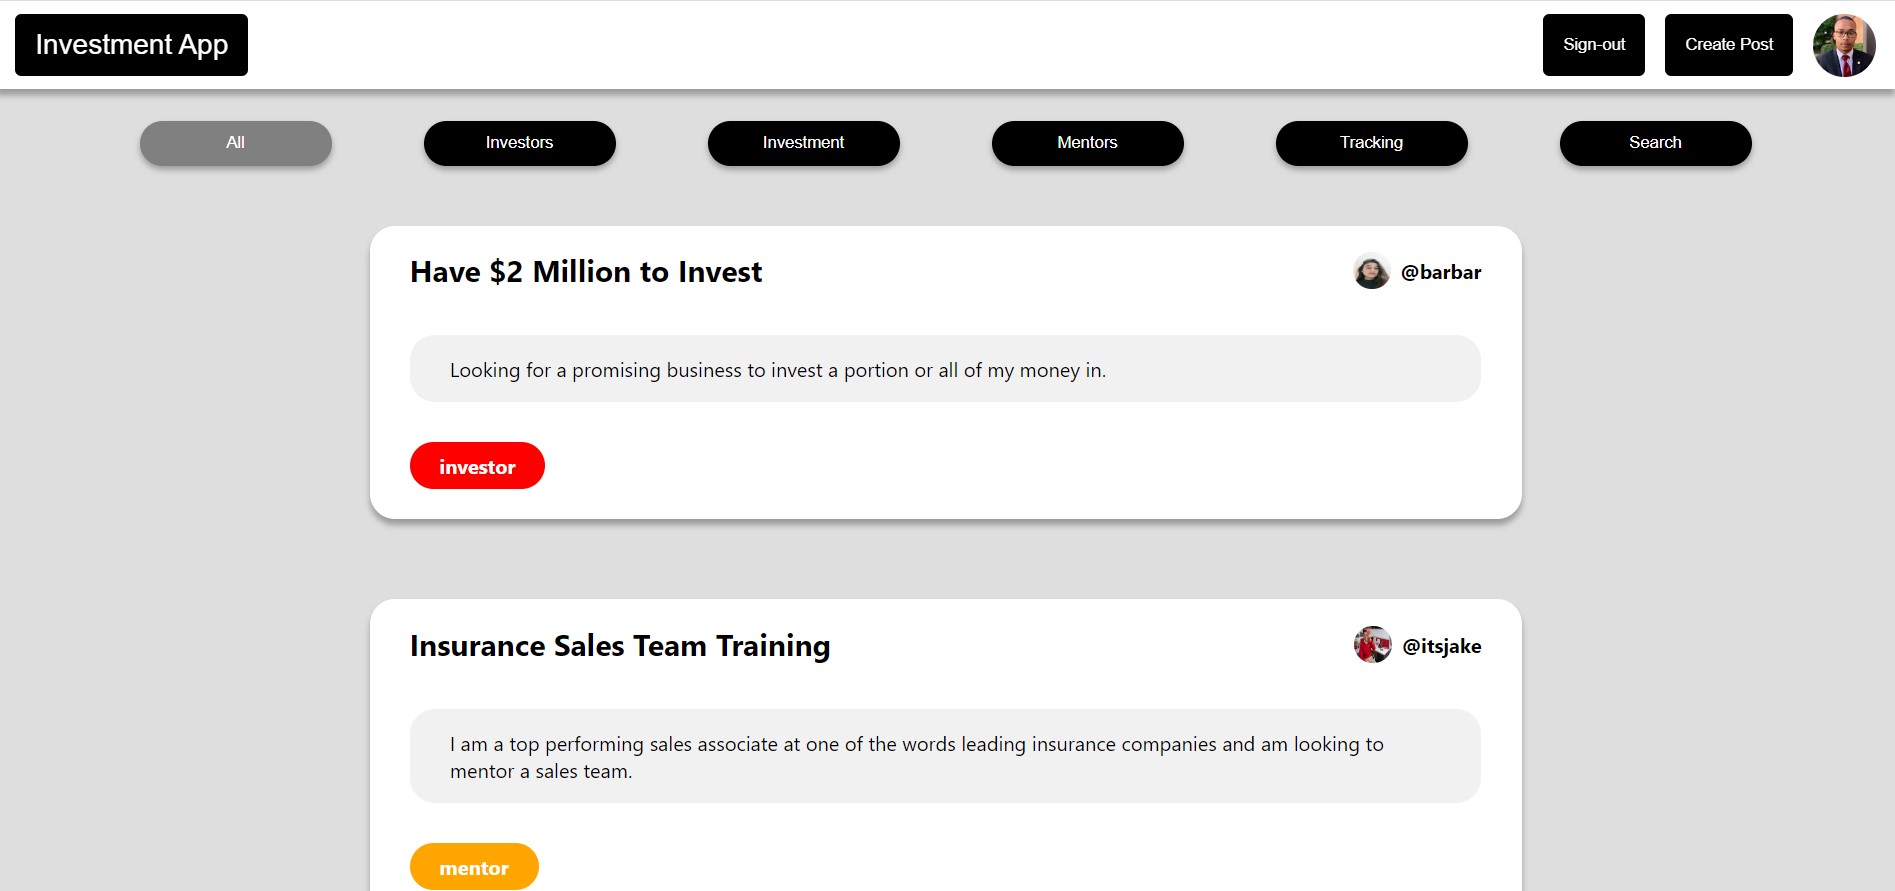 Investment App
Sign-out
Create Post
All
Investors
Investment
Mentors
Tracking
Search
Have $2 Million to Invest
@barbar
Looking for a promising business to invest a portion or all of my money in.
investor
Insurance Sales Team Training
@itsjake
I am a top performing sales associate at one of the words leading insurance companies and am looking to
mentor a sales team.
mentor